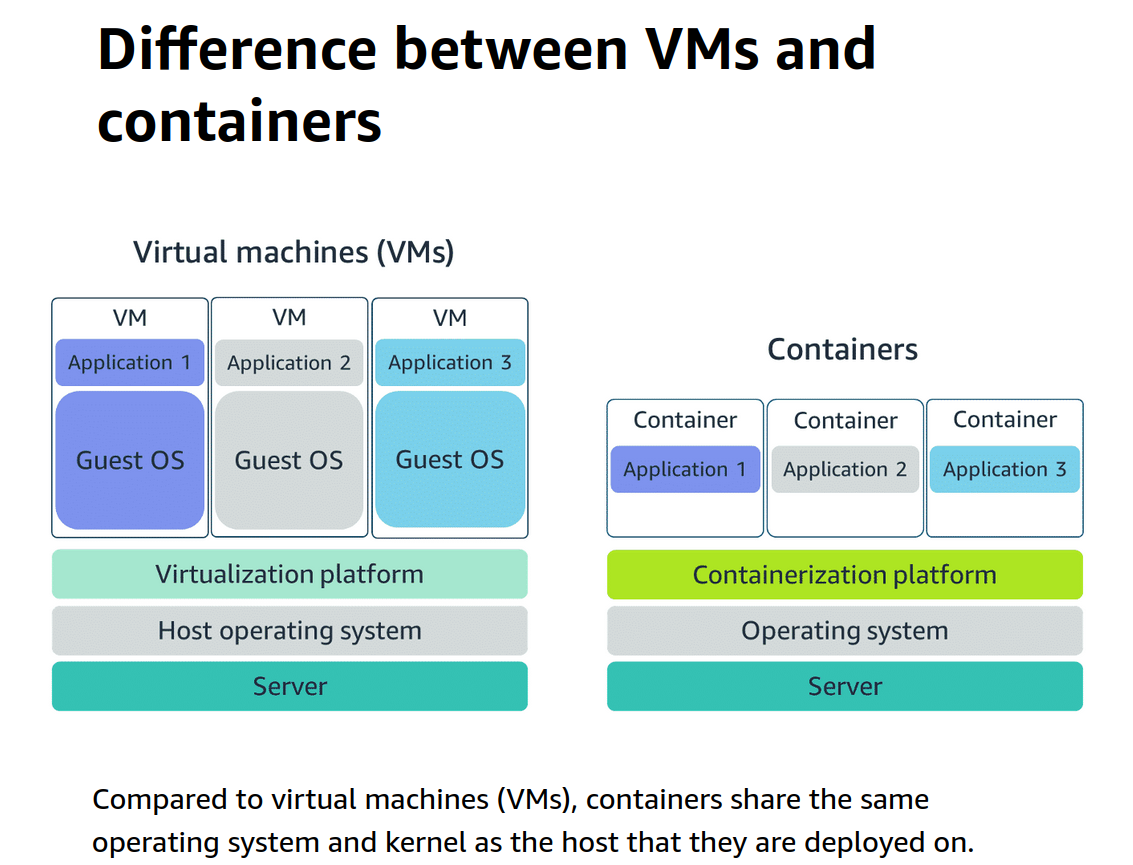 Difference between VMs and
containers
Virtual machines (VMs)
VM
VM
VM
Application 1
Application 2
Application 3
Guest OS
Guest OS
Guest OS
Virtualization platform
Host operating system
Server
Containers
Container
Container
Container
Application 1
Application 2
Application 3
Containerization platform
Operating system
Server
Compared to virtual machines (VMs), containers share the same
operating system and kernel as the host that they are deployed on.